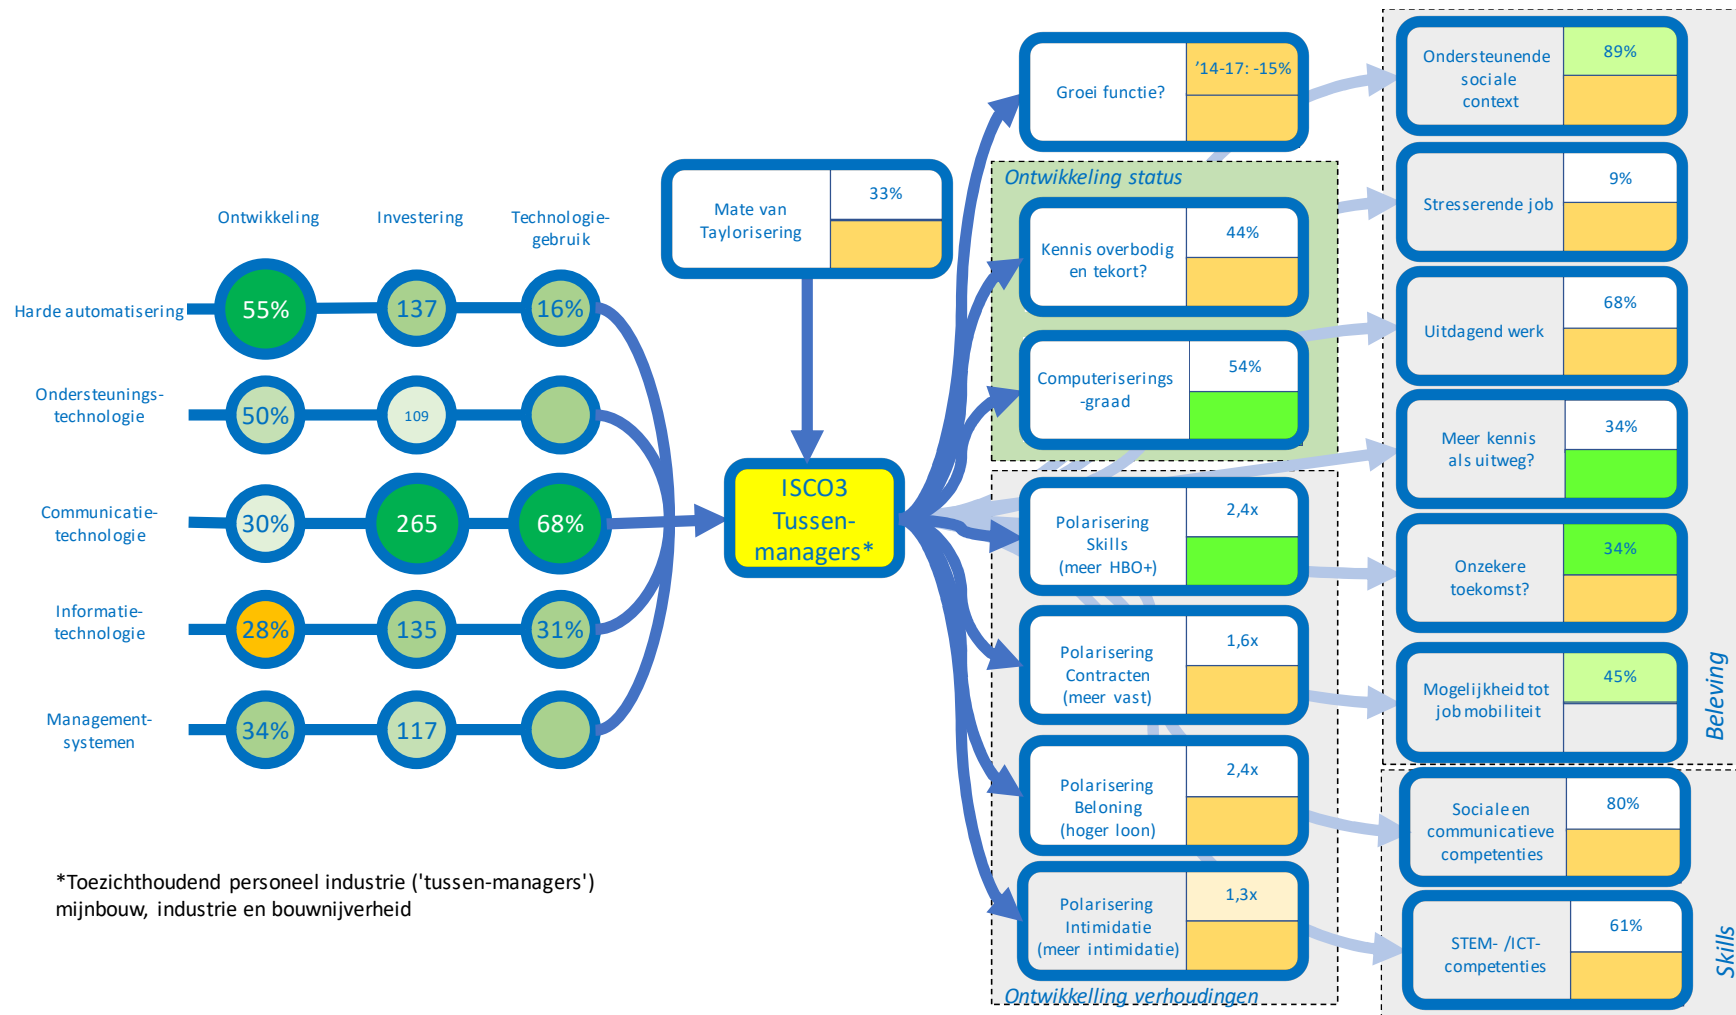 Ontwikkeling
Investering
Technologie-
gebruik
Harde automatisering
55%
137
16%
Ondersteunings-
technologie
50%
109
Communicatie-
technologie
30%
265
68%
Informatie-
technologie
28%
135
31%
Management-
systemen
34%
117
*Toezichthoudend personeel industrie ('tussen-managers')
mijnbouw, industrie en bouwnijverheid
Mate van
Taylorisering
33%
ISCO3
Tussen-
managers*
Groei functie?
’14-17: -15%
Ontwikkeling status
Kennis overbodig
en tekort?
44%
Computeriserings
-graad
54%
Polarisering
Skills
(meer HBO+)
2,4x
Polarisering
Contracten
(meer vast)
1,6x
Polarisering
Beloning
(hoger loon)
2,4x
Polarisering
Intimidatie
(meer intimidatie)
1,3x
Ontwikkelling verhoudingen
Ondersteunende
sociale
context
89%
Stresserende job
9%
Uitdagend werk
68%
Meer kennis
als uitweg?
34%
Onzekere
toekomst?
34%
Mogelijkheid tot
job mobiliteit
45%
Beleving
Sociale en
communicatieve
competenties
80%
STEM- /ICT-
competenties
61%
Skills